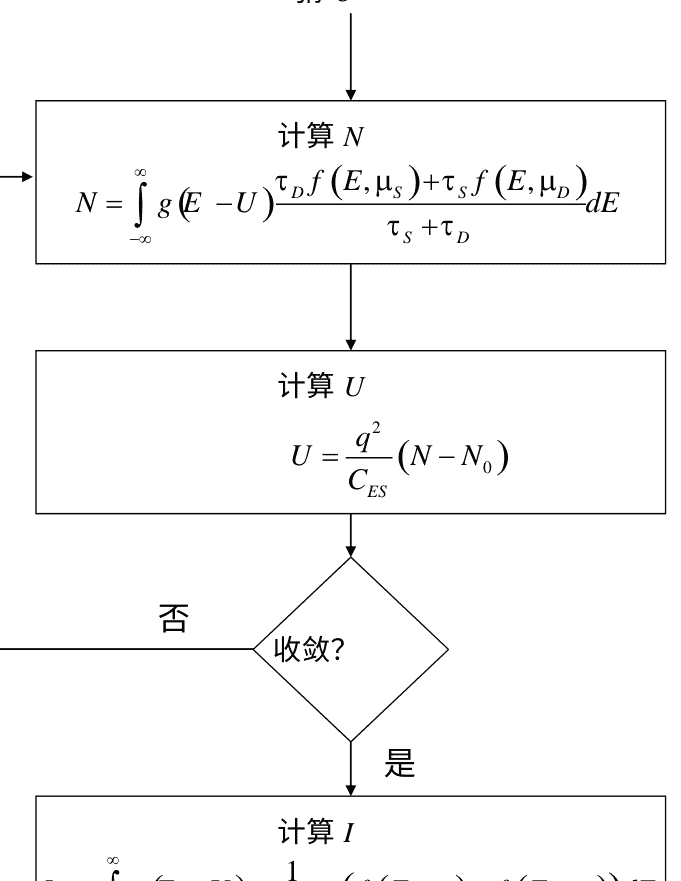 计算 N
N = ∫_{-∞}^{∞} g(E - U) (τ_D f(E, μ_S) + τ_S f(E, μ_D)) / (τ_S + τ_D) dE
计算 U
U = q² / C_ES (N - N₀)
否
收敛?
是
计算 I